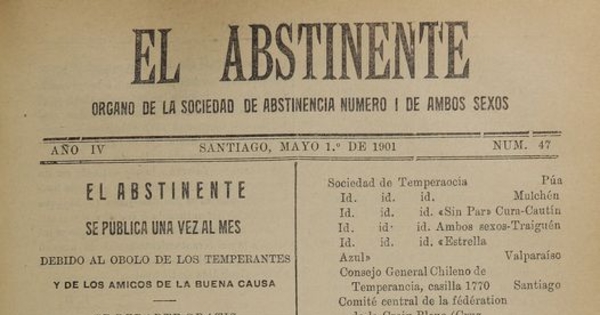 EL ABSTINENTE
ORGANO DE LA SOCIEDAD DE ABSTINENCIA NUMERO I DE AMBOS SEXOS
AÑO IV SANTIAGO, MAYO 1.º DE 1901 NUM. 47
EL ABSTINENTE
SE PUBLICA UNA VEZ AL MES
DEBIDO AL OBOLO DE LOS TEMPERANTES
Y DE LOS AMIGOS DE LA BUENA CAUSA
Sociedad de Temperaocia Púa
Id. id. id. Mulchén
Id. id. id. «Sin Par» Cura-Cautín
Id. id. id. Ambos sexos-Traiguén
Id. id. id. «Estrella
Azul» Valparaíso
Consejo General Chileno de
Temperancia, casilla 1770 Santiago
Comité central de la fédération